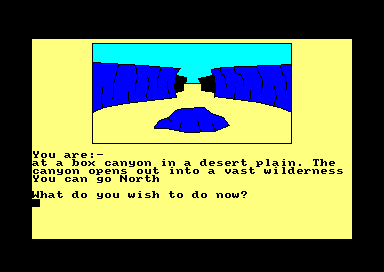 You are:-
at a box canyon in a desert plain. The
canyon opens out into a vast wilderness
You can go North
What do you wish to do now?